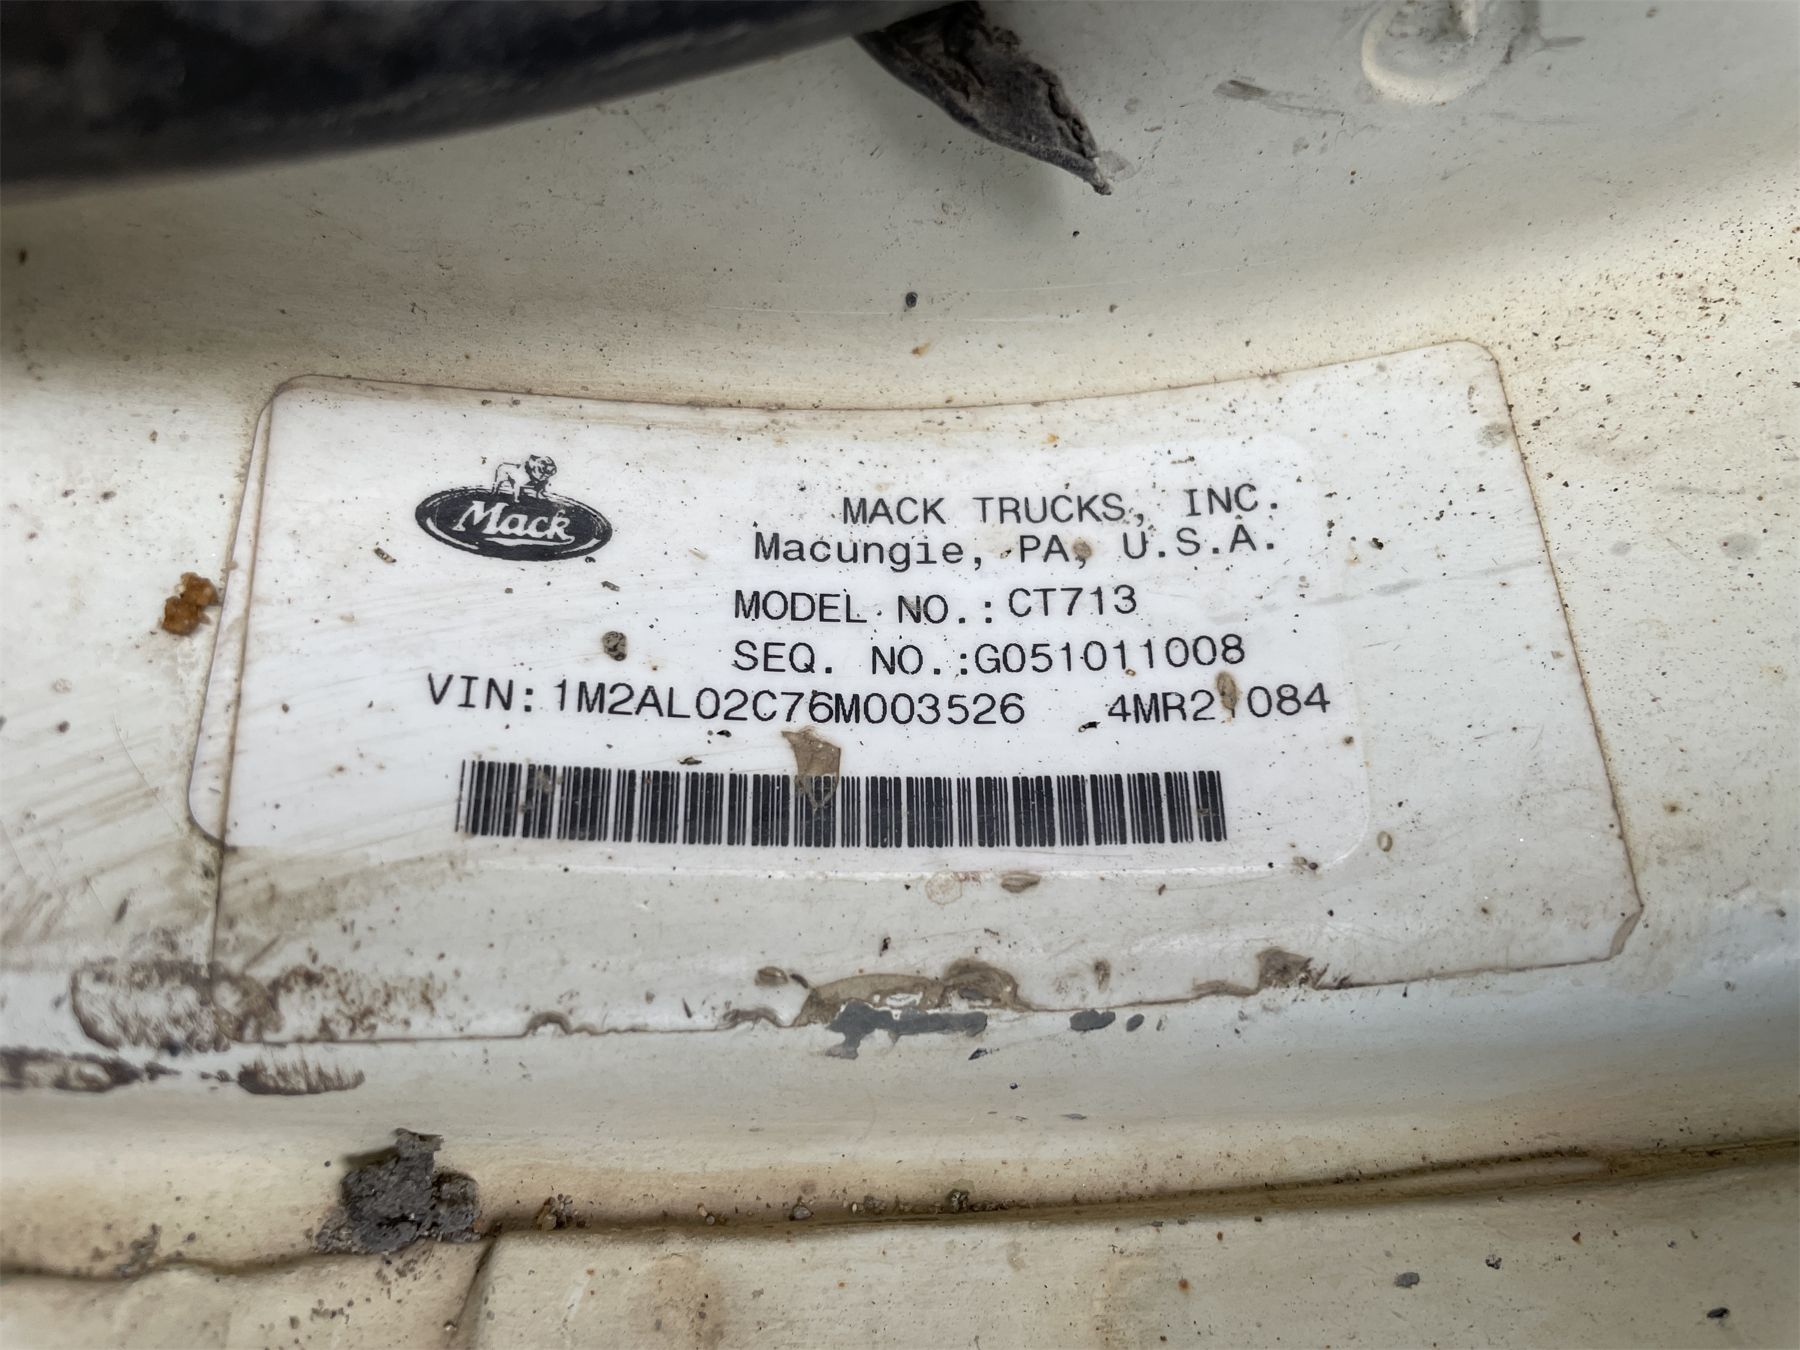 Mack
MACK TRUCKS, INC.
Macungie, PA, U.S.A.
MODEL NO.: CT713
SEQ. NO.:G051011008
VIN: 1M2AL02C76M003526